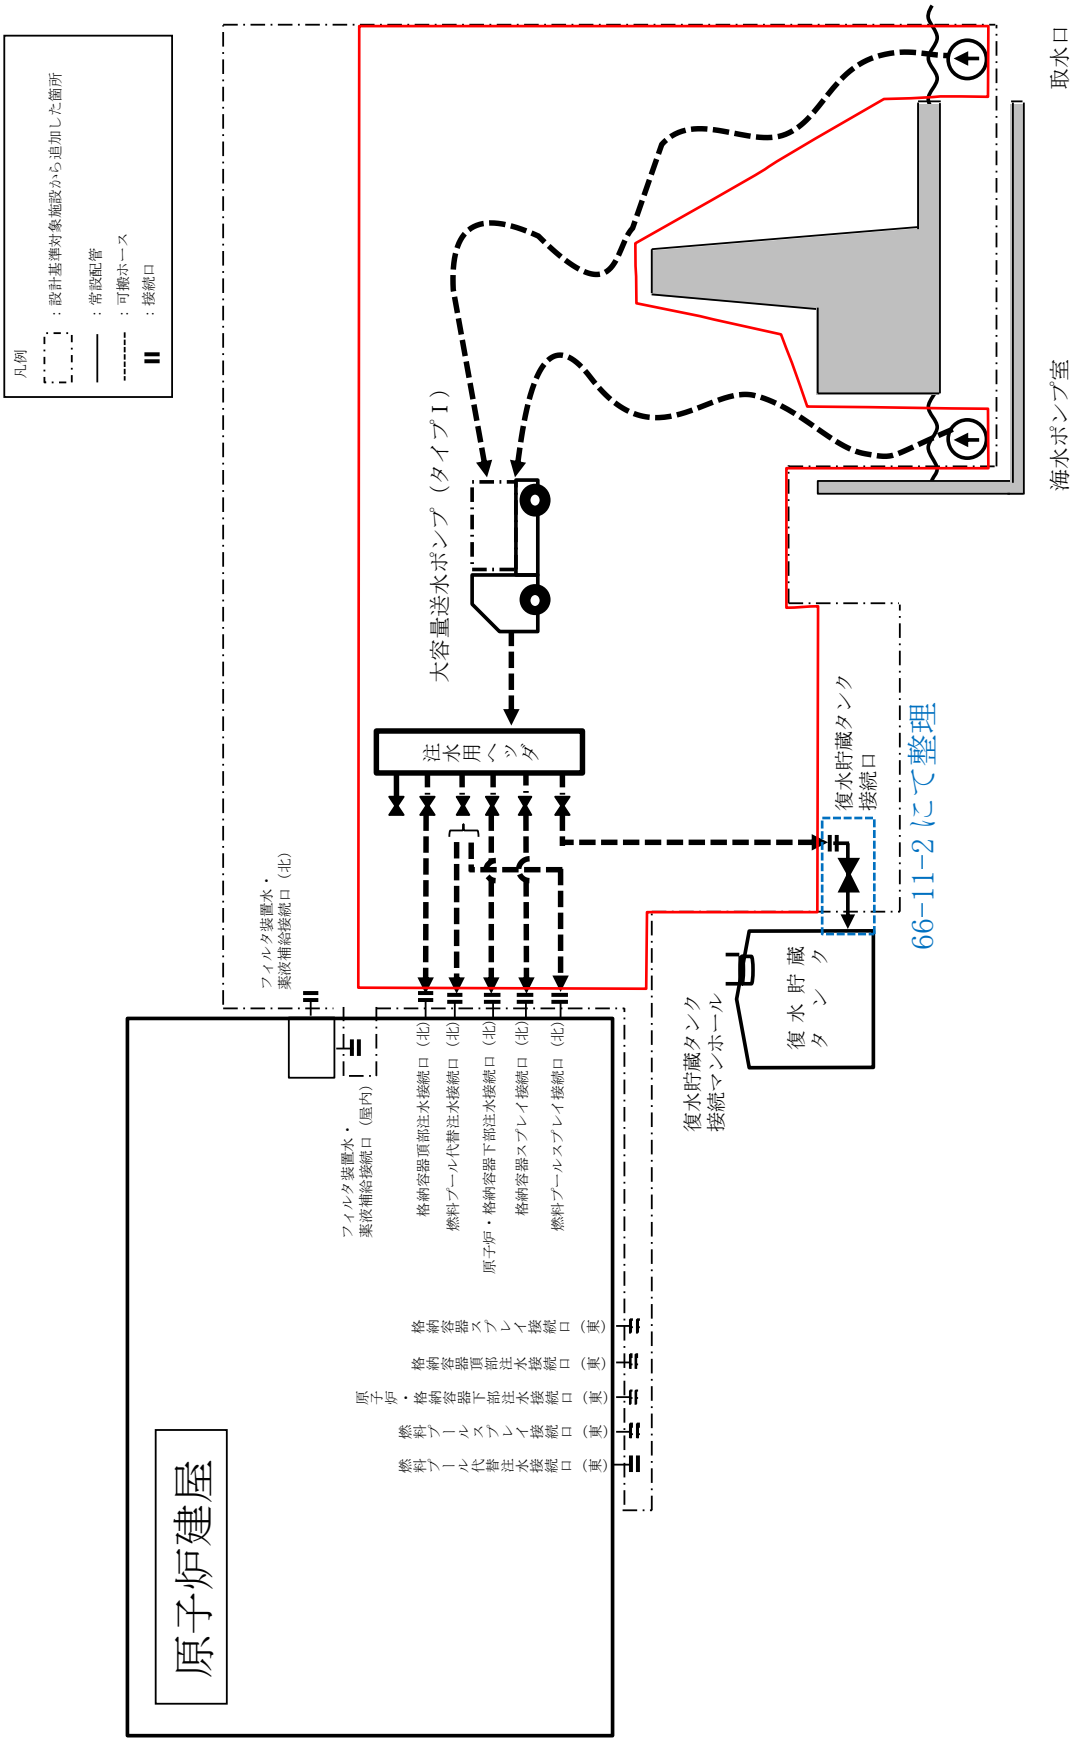 凡例
：設計基準対象施設から追加した箇所
：常設配管
：可搬ホース
：接続口
取水口
海水ポンプ室
大容量送水ポンプ（タイプⅠ）
注水用ヘッダ
復水貯蔵タンク
接続口
66-11-2 にて整理
フィルタ装置水・
薬液補給接続口（北）
フィルタ装置水・
薬液補給接続口（屋内）
格納容器頂部注水接続口（北）
燃料プール代替注水接続口（北）
原子炉・格納容器下部注水接続口（北）
格納容器スプレイ接続口（北）
燃料プールスプレイ接続口（北）
復水貯蔵タンク
接続マンホール
復水貯蔵
タンク
格納容器スプレイ接続口（東）
格納容器頂部注水接続口（東）
原子炉・格納容器下部注水接続口（東）
燃料プールスプレイ接続口（東）
燃料プール代替注水接続口（東）
原子炉建屋